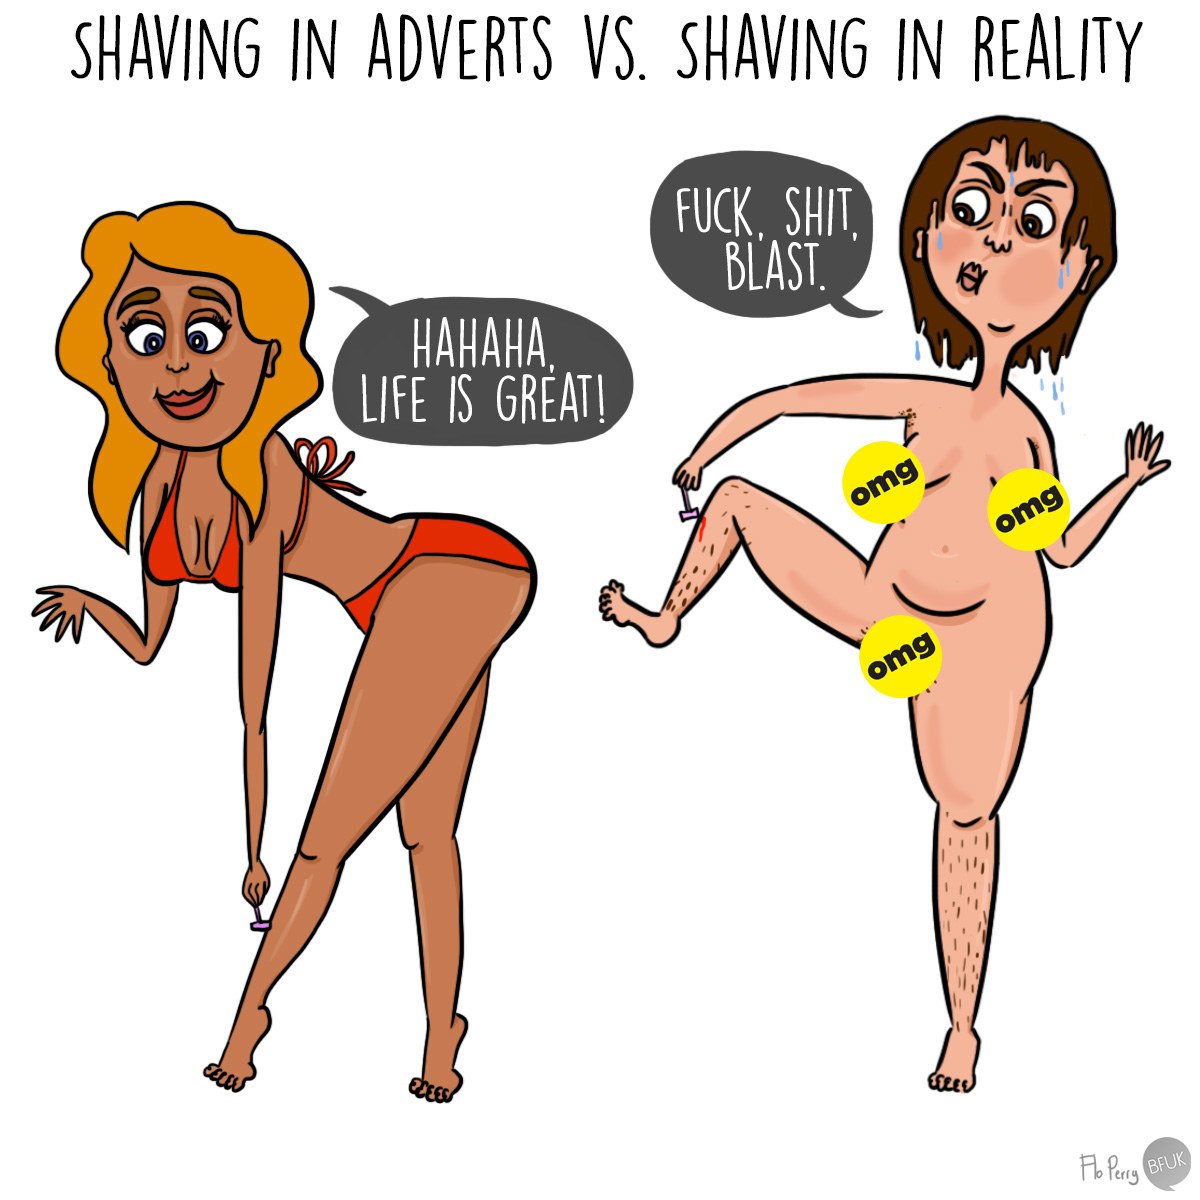 SHAVING IN ADVERTS VS. SHAVING IN REALITY
HAHAHA,
LIFE IS GREAT!
FUCK, SHIT,
BLAST.
omg
omg
omg
Flo Perry
BFUK